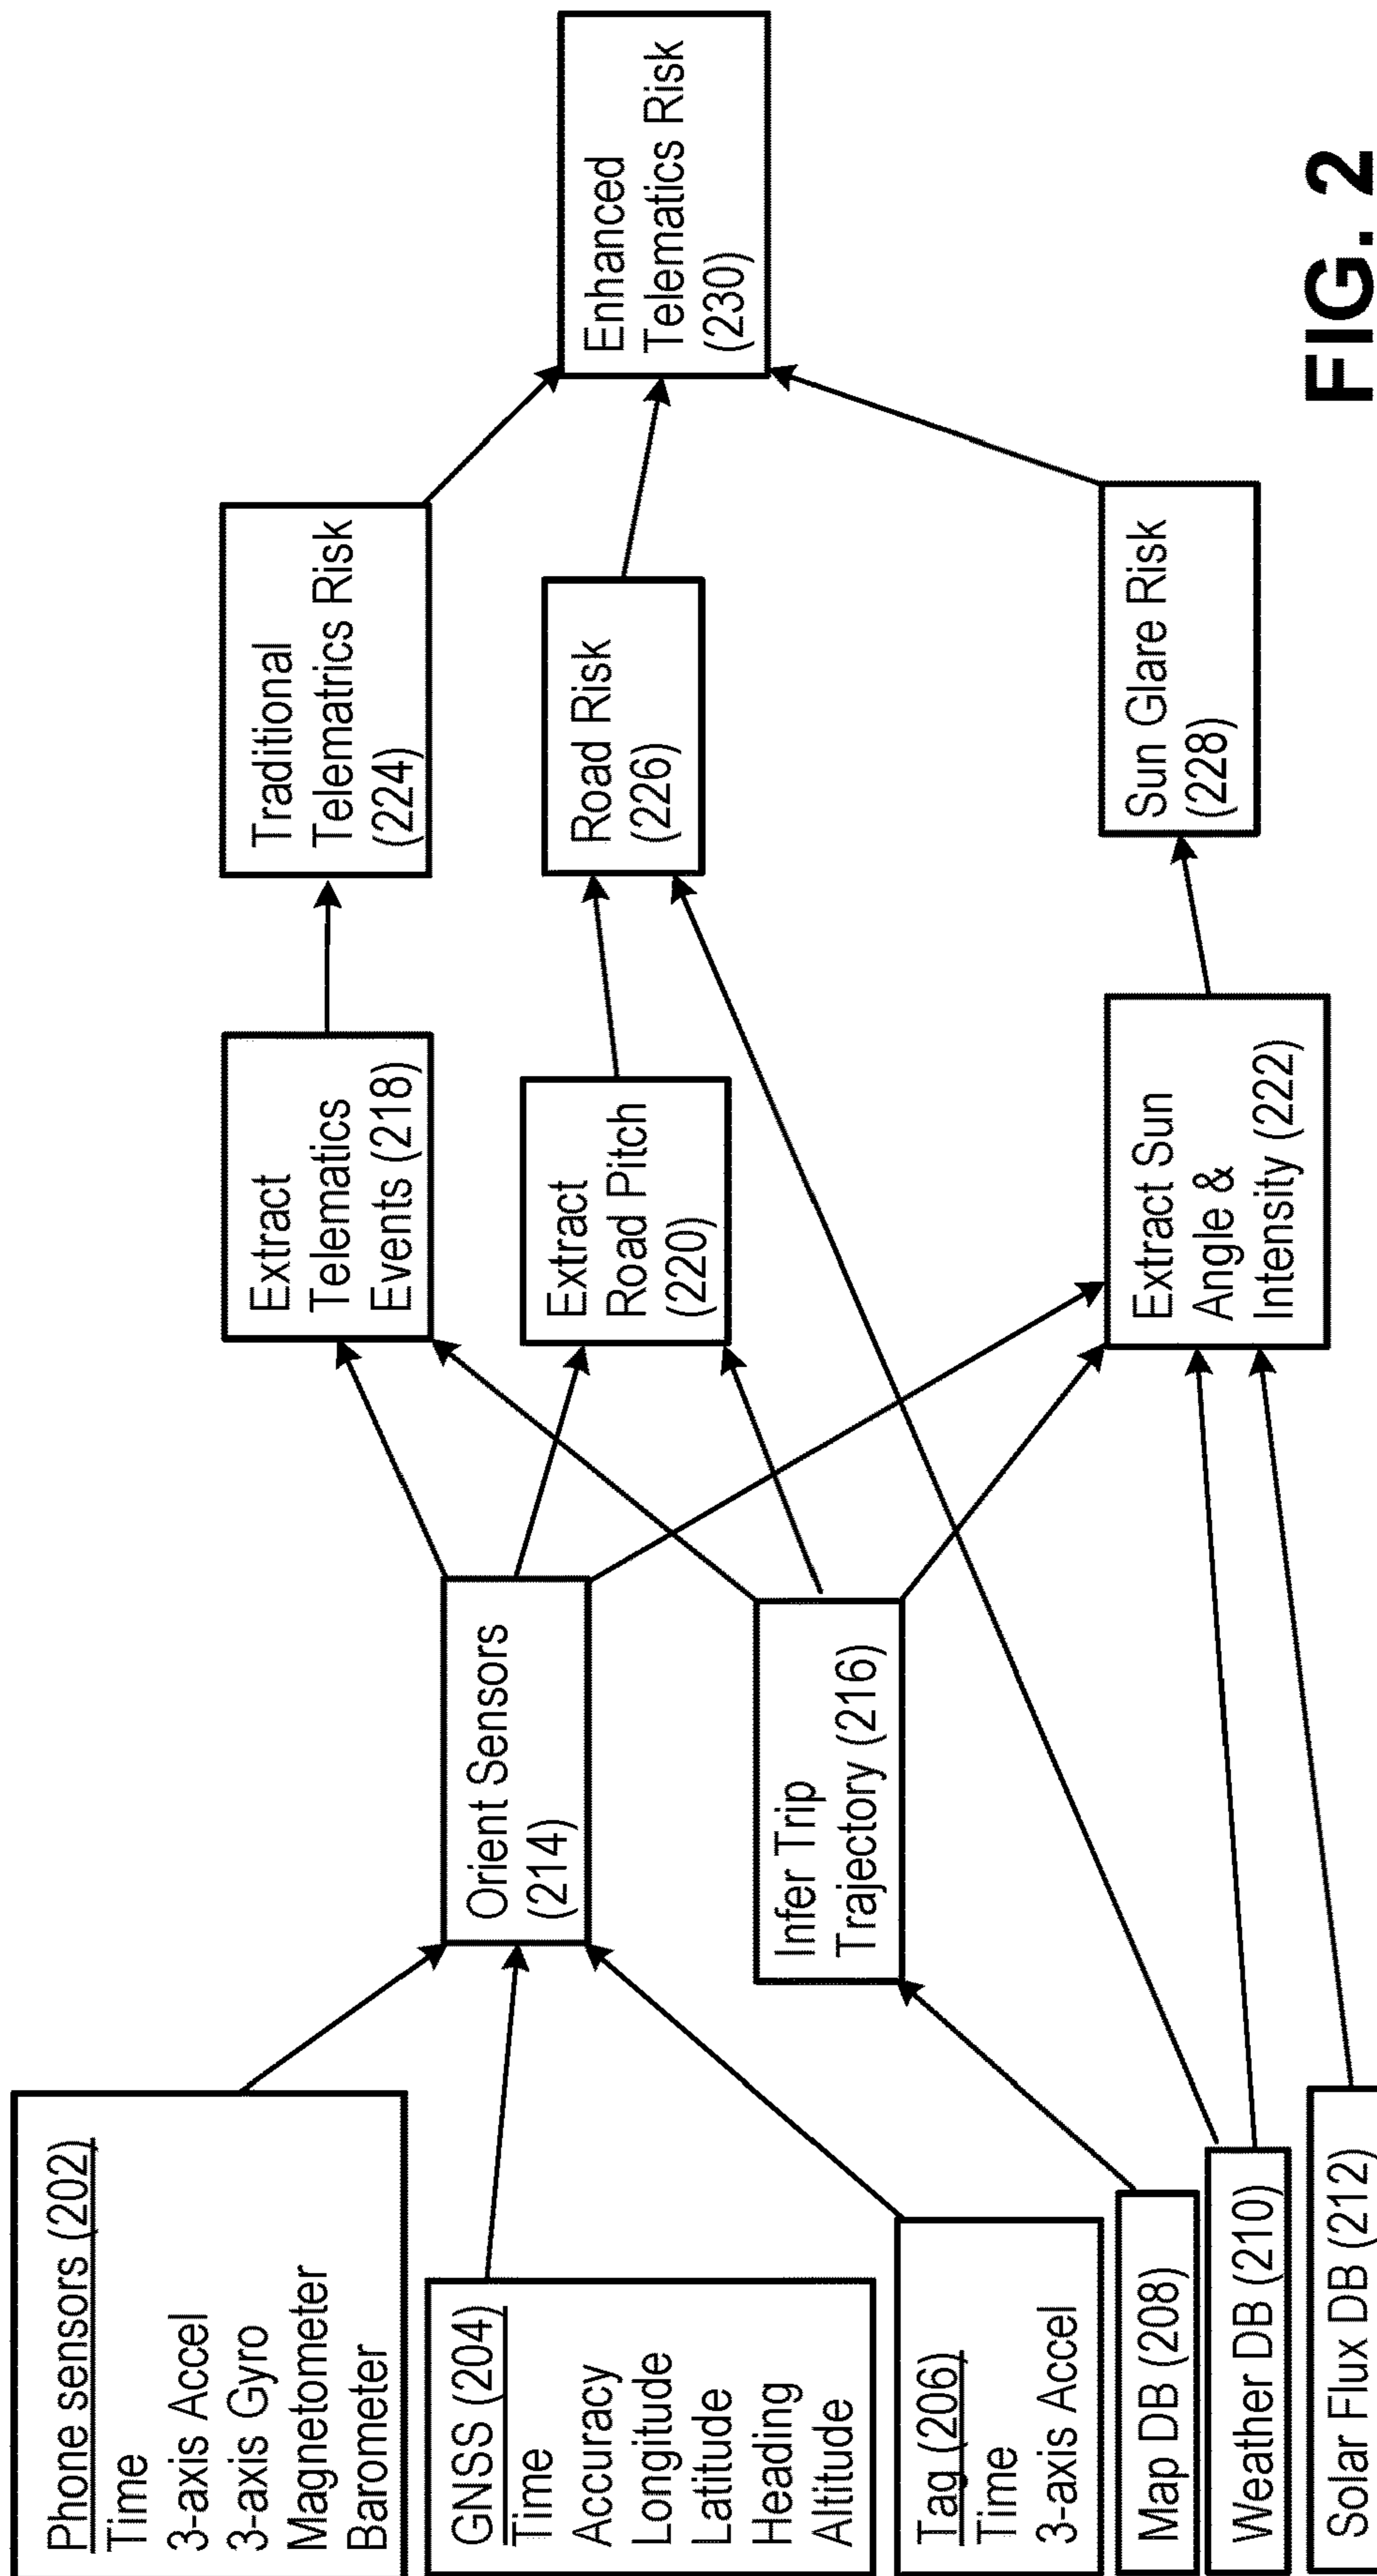 Phone sensors (202)
Time
3-axis Accel
3-axis Gyro
Magnetometer
Barometer
GNSS (204)
Time
Accuracy
Longitude
Latitude
Heading
Altitude
Tag (206)
Time
3-axis Accel
Map DB (208)
Weather DB (210)
Solar Flux DB (212)
Orient Sensors
(214)
Infer Trip
Trajectory (216)
Extract
Telematics
Events (218)
Extract
Road Pitch
(220)
Extract Sun
Angle &
Intensity (222)
Traditional
Telematrics Risk
(224)
Road Risk
(226)
Sun Glare Risk
(228)
Enhanced
Telematics Risk
(230)
FIG. 2